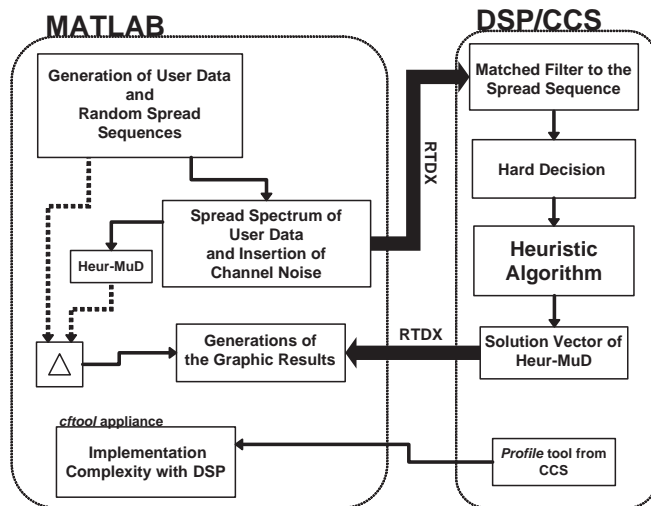 MATLAB
DSP/CCS
Generation of User Data
and
Random Spread
Sequences
Matched Filter to the
Spread Sequence
RTDX
Hard Decision
Spread Spectrum of
User Data
and Insertion of
Channel Noise
Heur-MuD
Heuristic
Algorithm
RTDX
Generations of
the Graphic Results
Solution Vector of
Heur-MuD
△
cftool appliance
Implementation
Complexity with DSP
Profile tool from
CCS